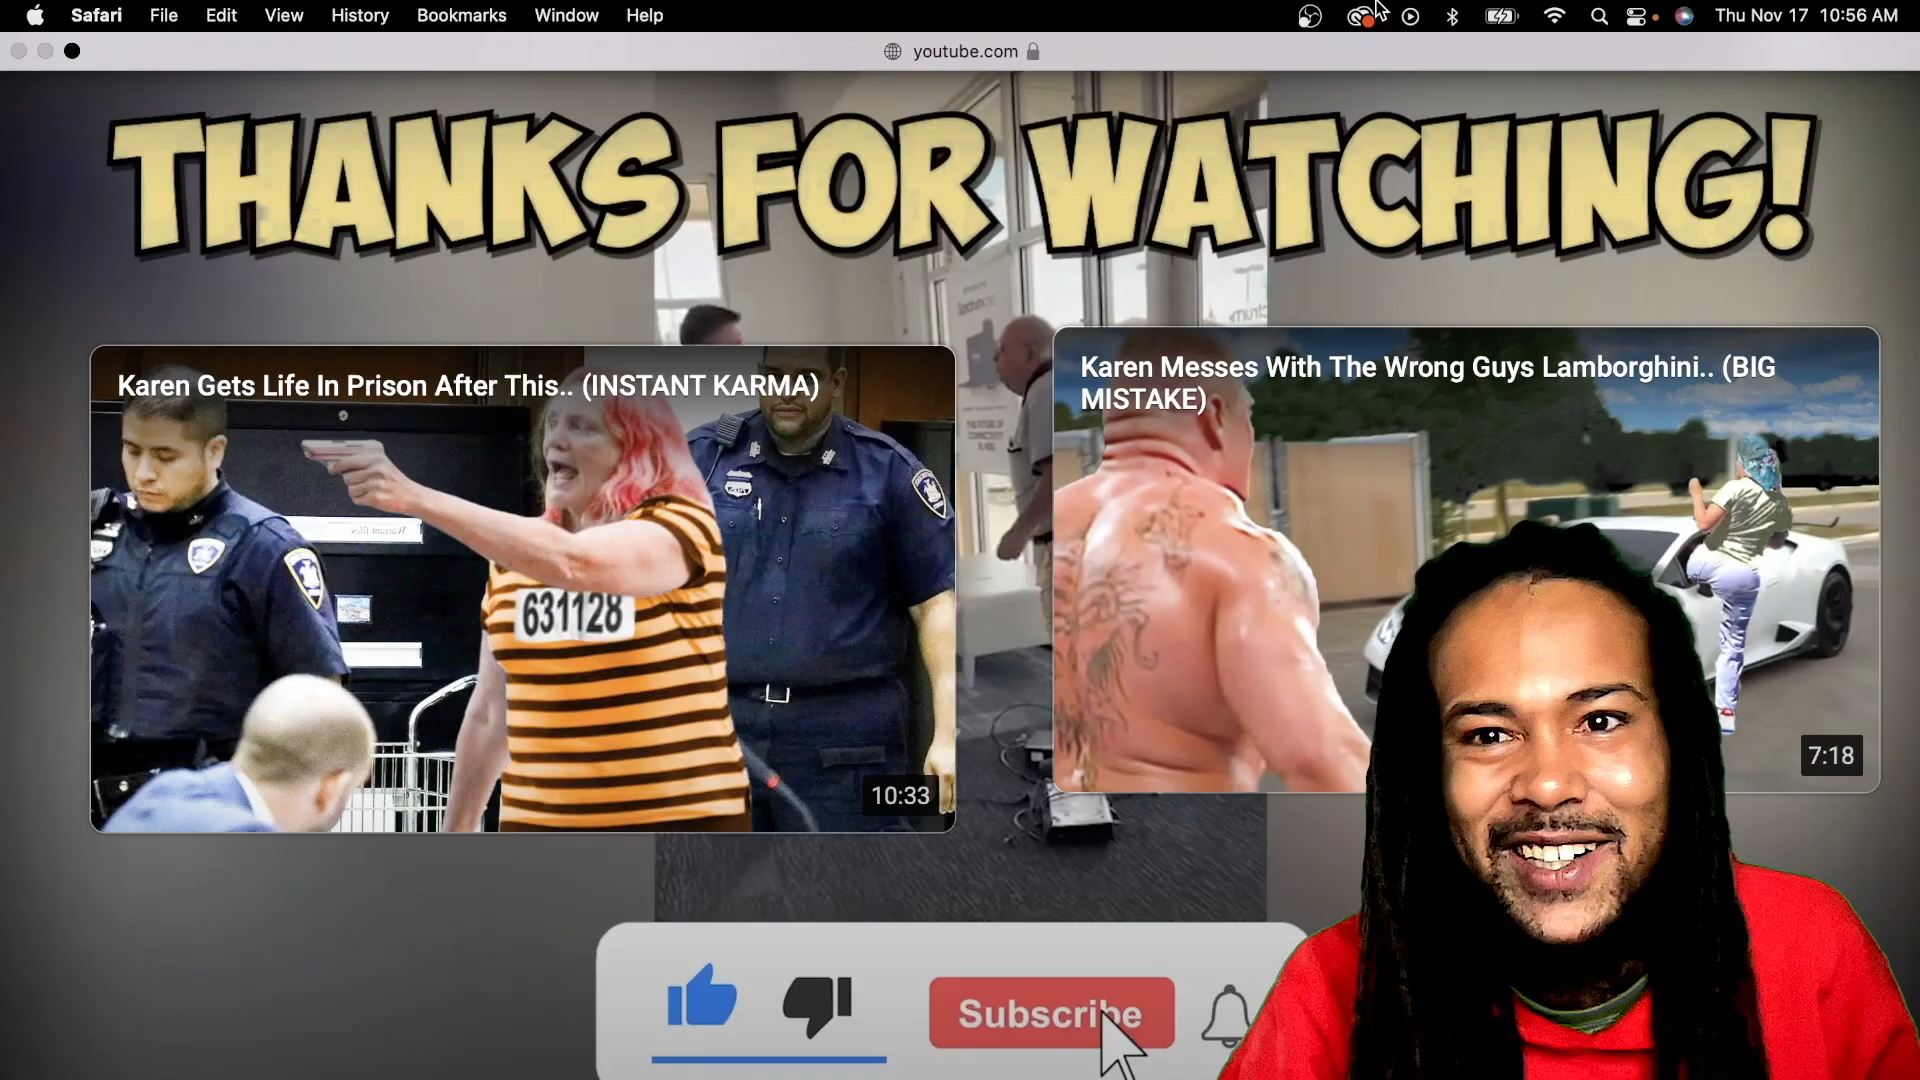 Safari File Edit View History Bookmarks Window Help Thu Nov 17 10:56 AM
youtube.com
THANKS FOR WATCHING!
Karen Gets Life In Prison After This.. (INSTANT KARMA)
631128
10:33
Karen Messes With The Wrong Guys Lamborghini.. (BIG
MISTAKE)
7:18
Subscribe